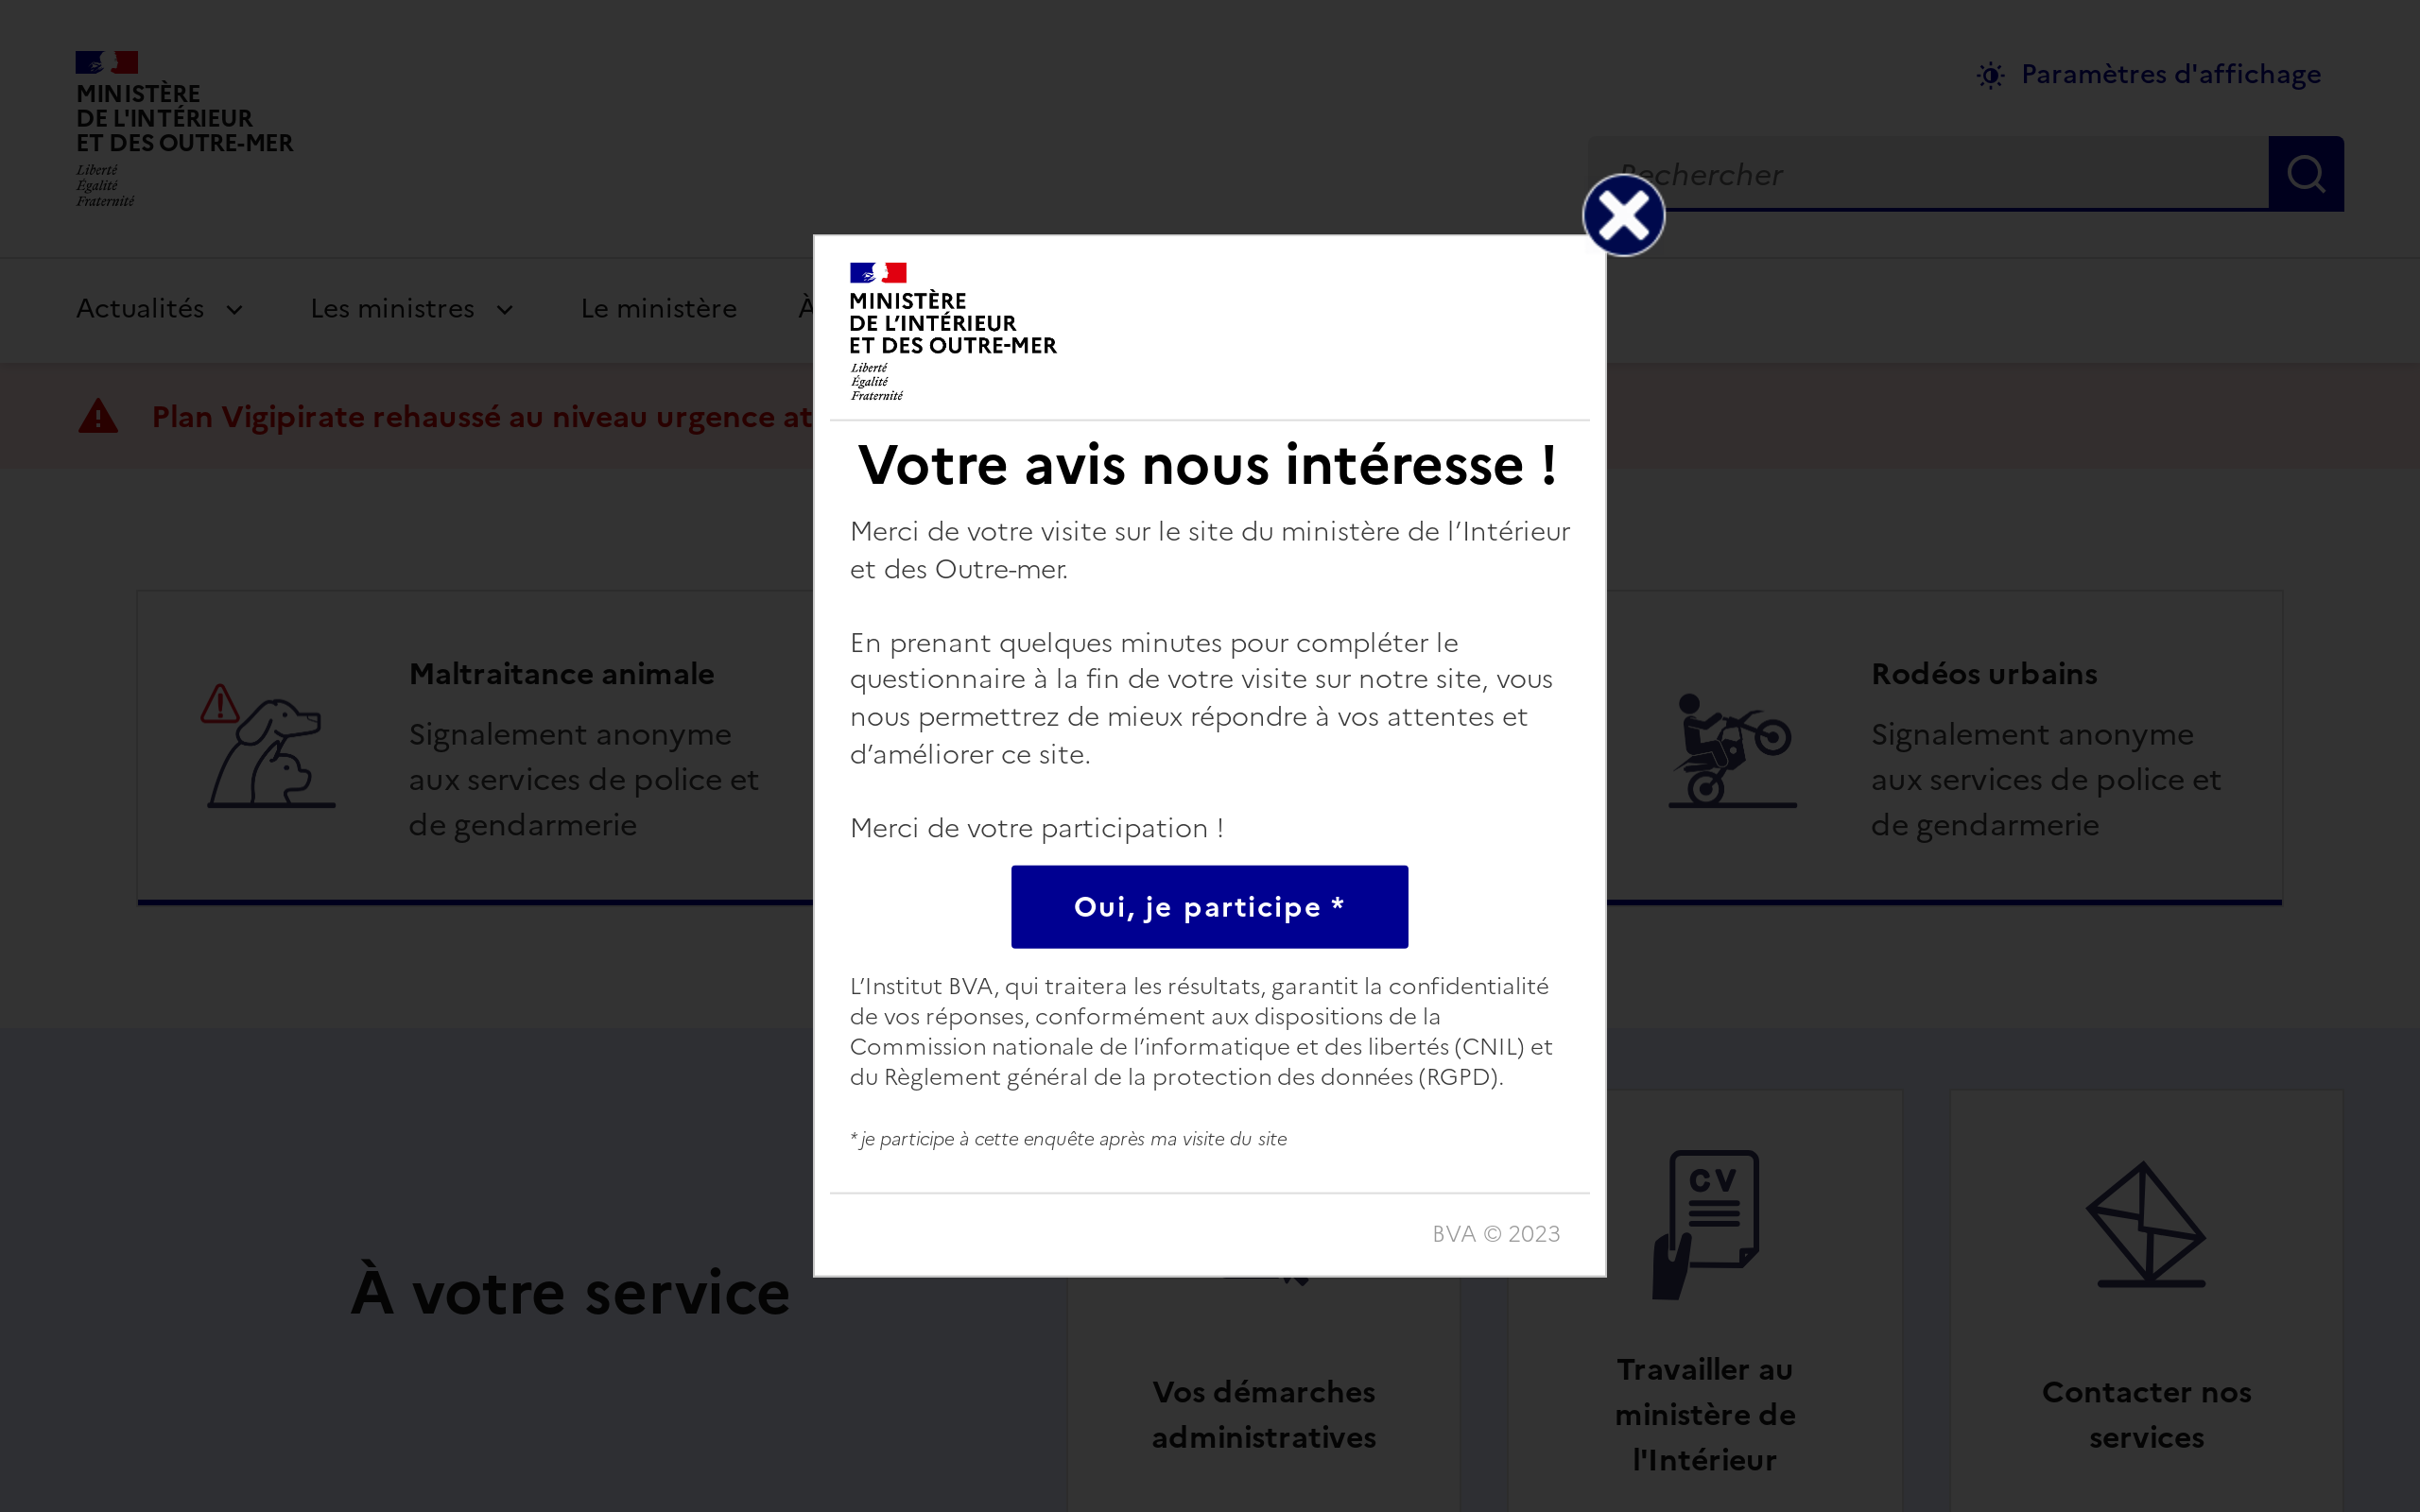 MINISTÈRE
DE L'INTÉRIEUR
ET DES OUTRE-MER
Liberté
Égalité
Fraternité
Paramètres d'affichage
Rechercher
Actualités
Les ministres
Le ministère
À
Plan Vigipirate rehaussé au niveau urgence at
MINISTÈRE
DE L'INTÉRIEUR
ET DES OUTRE-MER
Liberté
Égalité
Fraternité
Votre avis nous intéresse !
Merci de votre visite sur le site du ministère de l'Intérieur
et des Outre-mer.
En prenant quelques minutes pour compléter le
questionnaire à la fin de votre visite sur notre site, vous
nous permettrez de mieux répondre à vos attentes et
d'améliorer ce site.
Merci de votre participation !
Oui, je participe *
L'Institut BVA, qui traitera les résultats, garantit la confidentialité
de vos réponses, conformément aux dispositions de la
Commission nationale de l'informatique et des libertés (CNIL) et
du Règlement général de la protection des données (RGPD).
* je participe à cette enquête après ma visite du site
BVA © 2023
Maltraitance animale
Signalement anonyme
aux services de police et
de gendarmerie
Rodéos urbains
Signalement anonyme
aux services de police et
de gendarmerie
À votre service
Vos démarches
administratives
CV
Travailler au
ministère de
l'Intérieur
Contacter nos
services